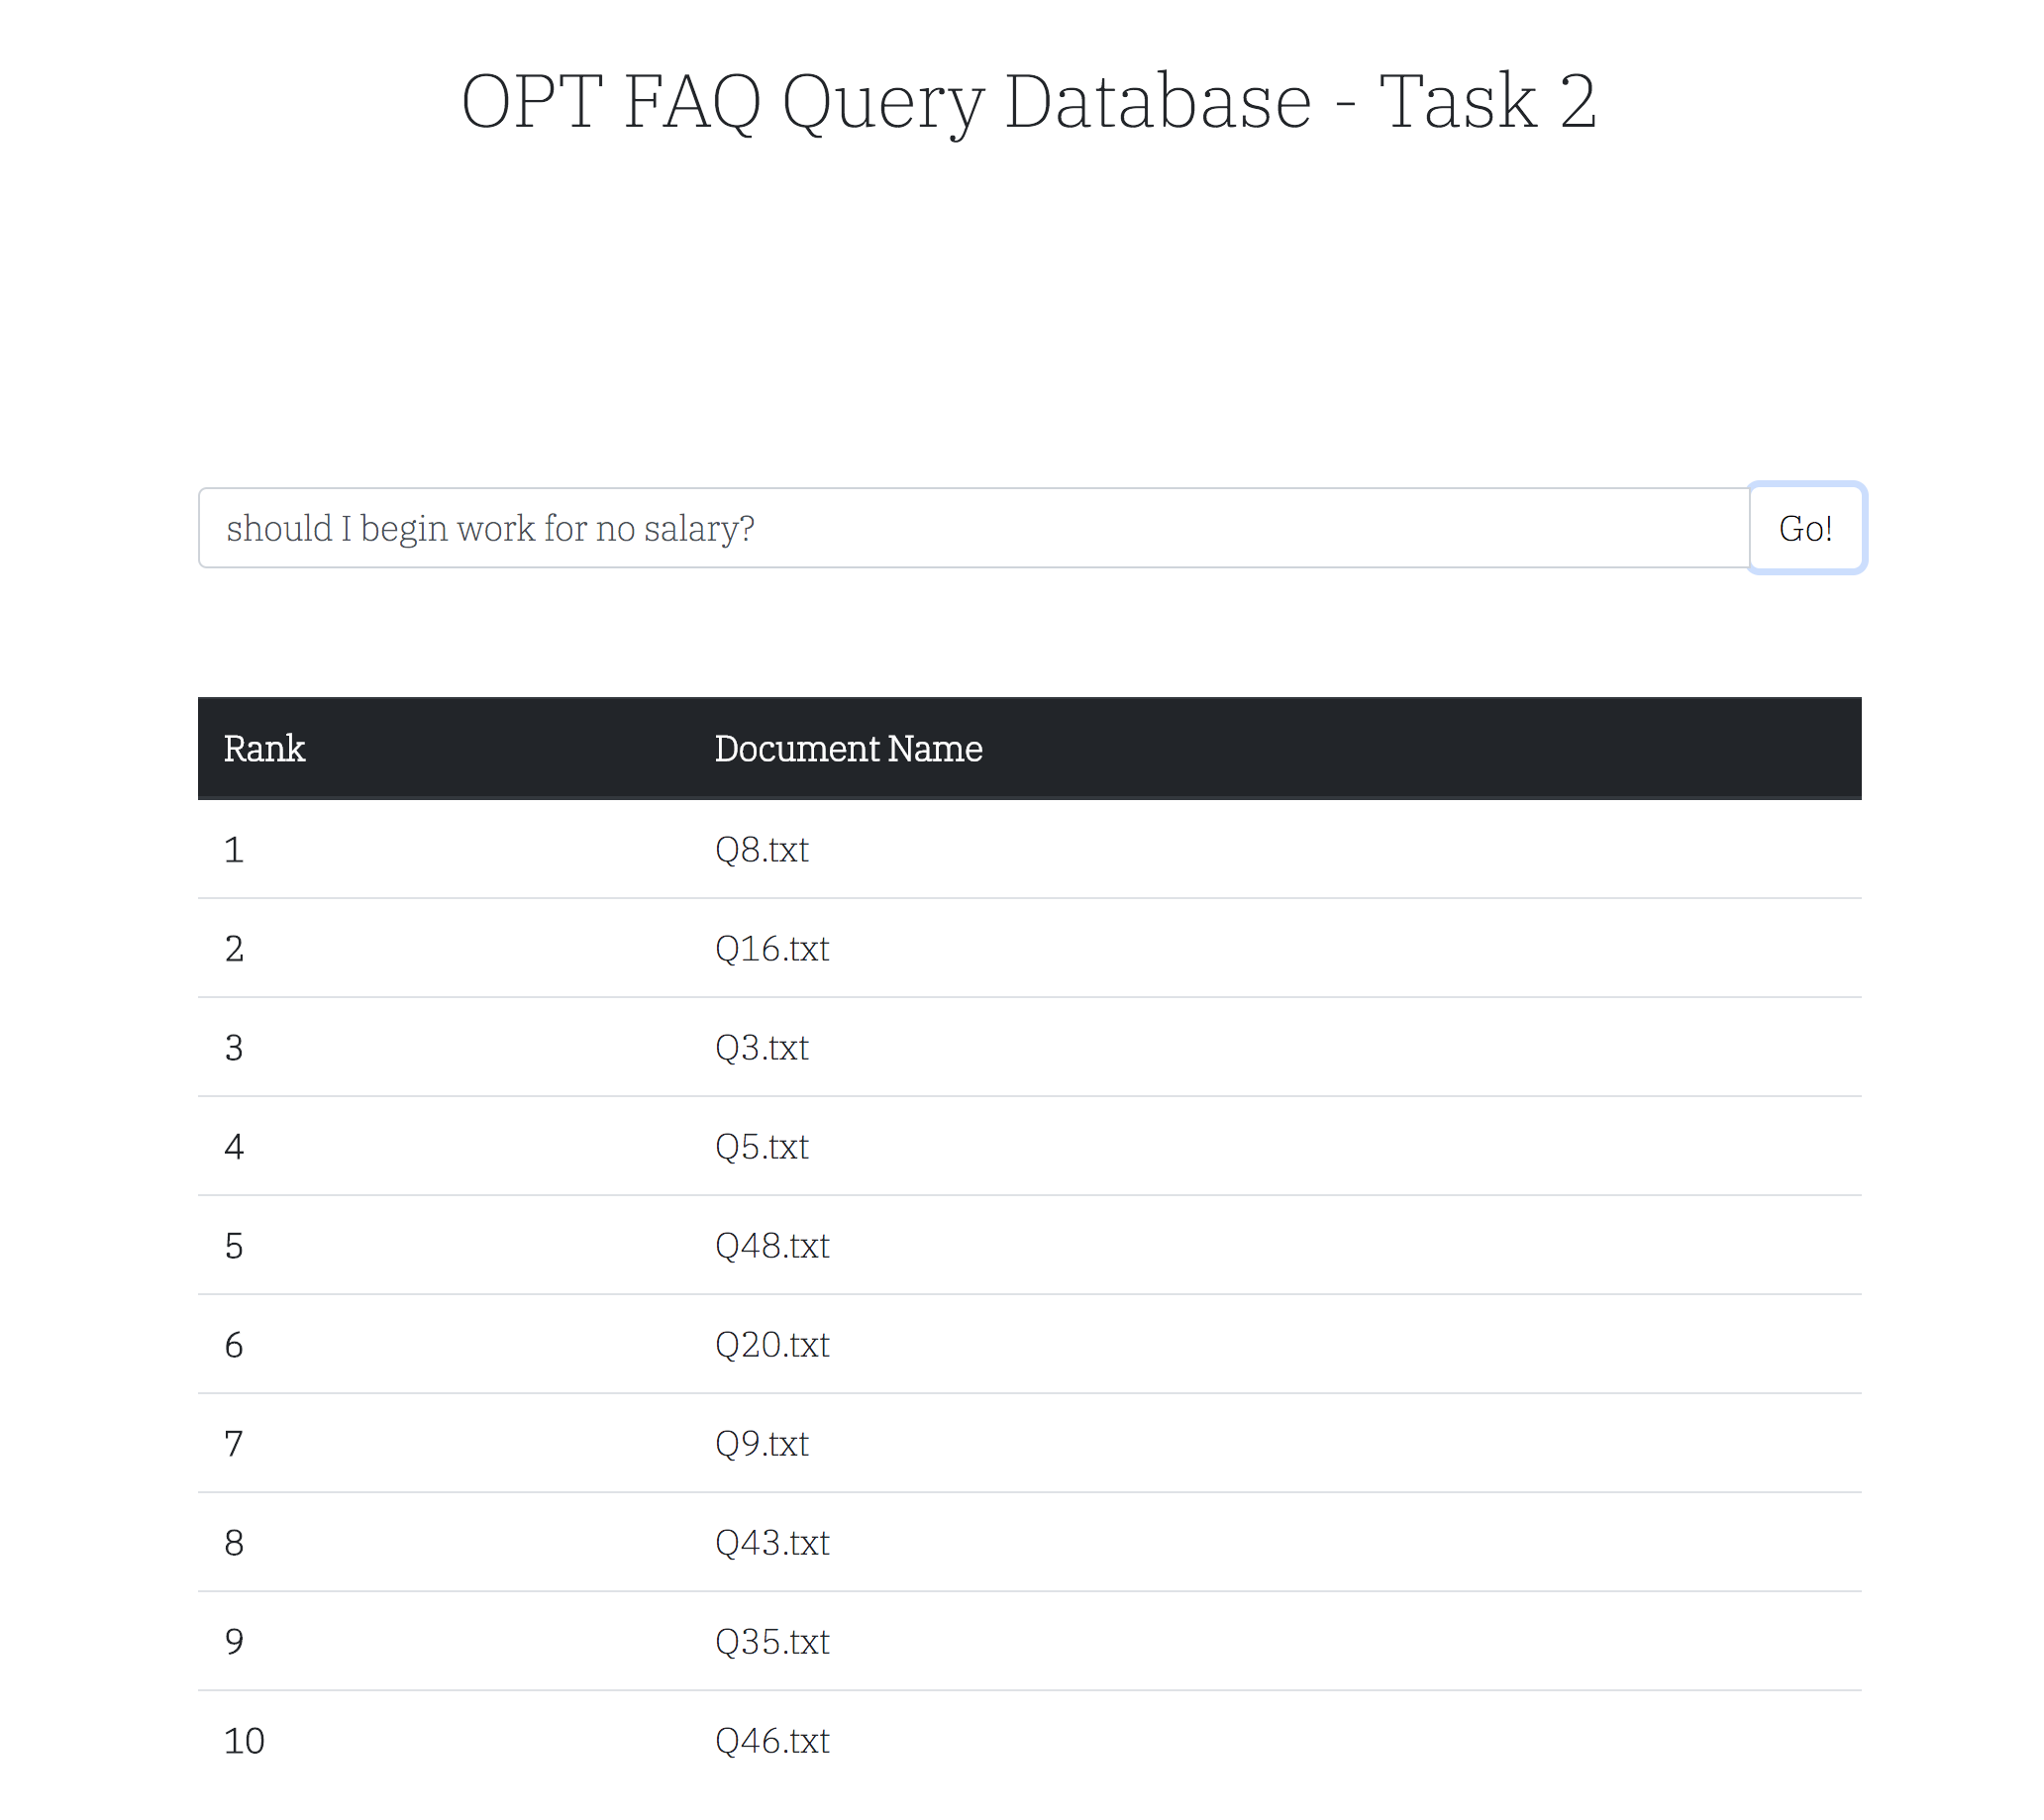 OPT FAQ Query Database - Task 2
should I begin work for no salary? Go!
Rank Document Name
1 Q8.txt
2 Q16.txt
3 Q3.txt
4 Q5.txt
5 Q48.txt
6 Q20.txt
7 Q9.txt
8 Q43.txt
9 Q35.txt
10 Q46.txt